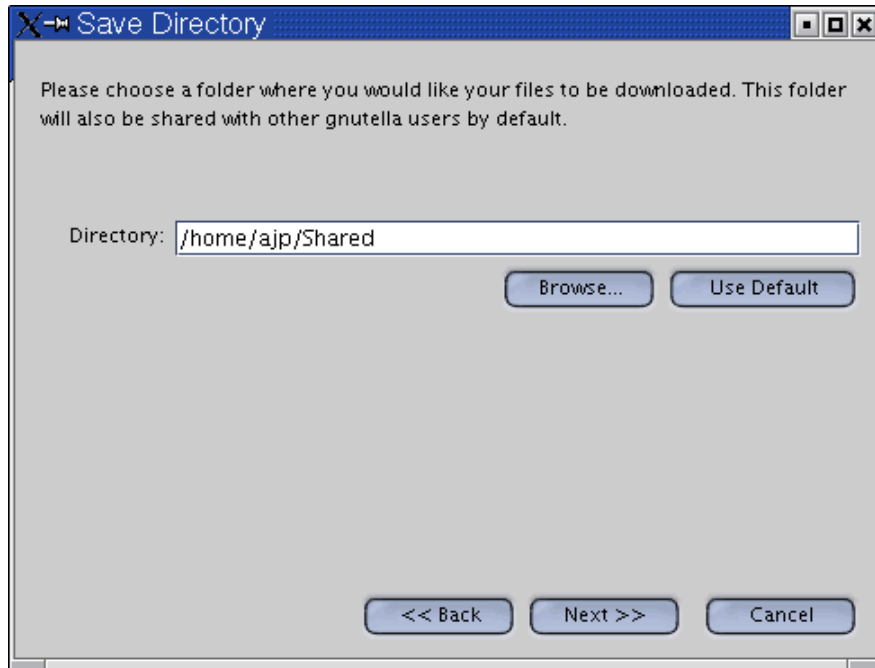 Save Directory
Please choose a folder where you would like your files to be downloaded. This folder
will also be shared with other gnutella users by default.
Directory: /home/ajp/Shared
Browse... Use Default
<< Back Next >> Cancel